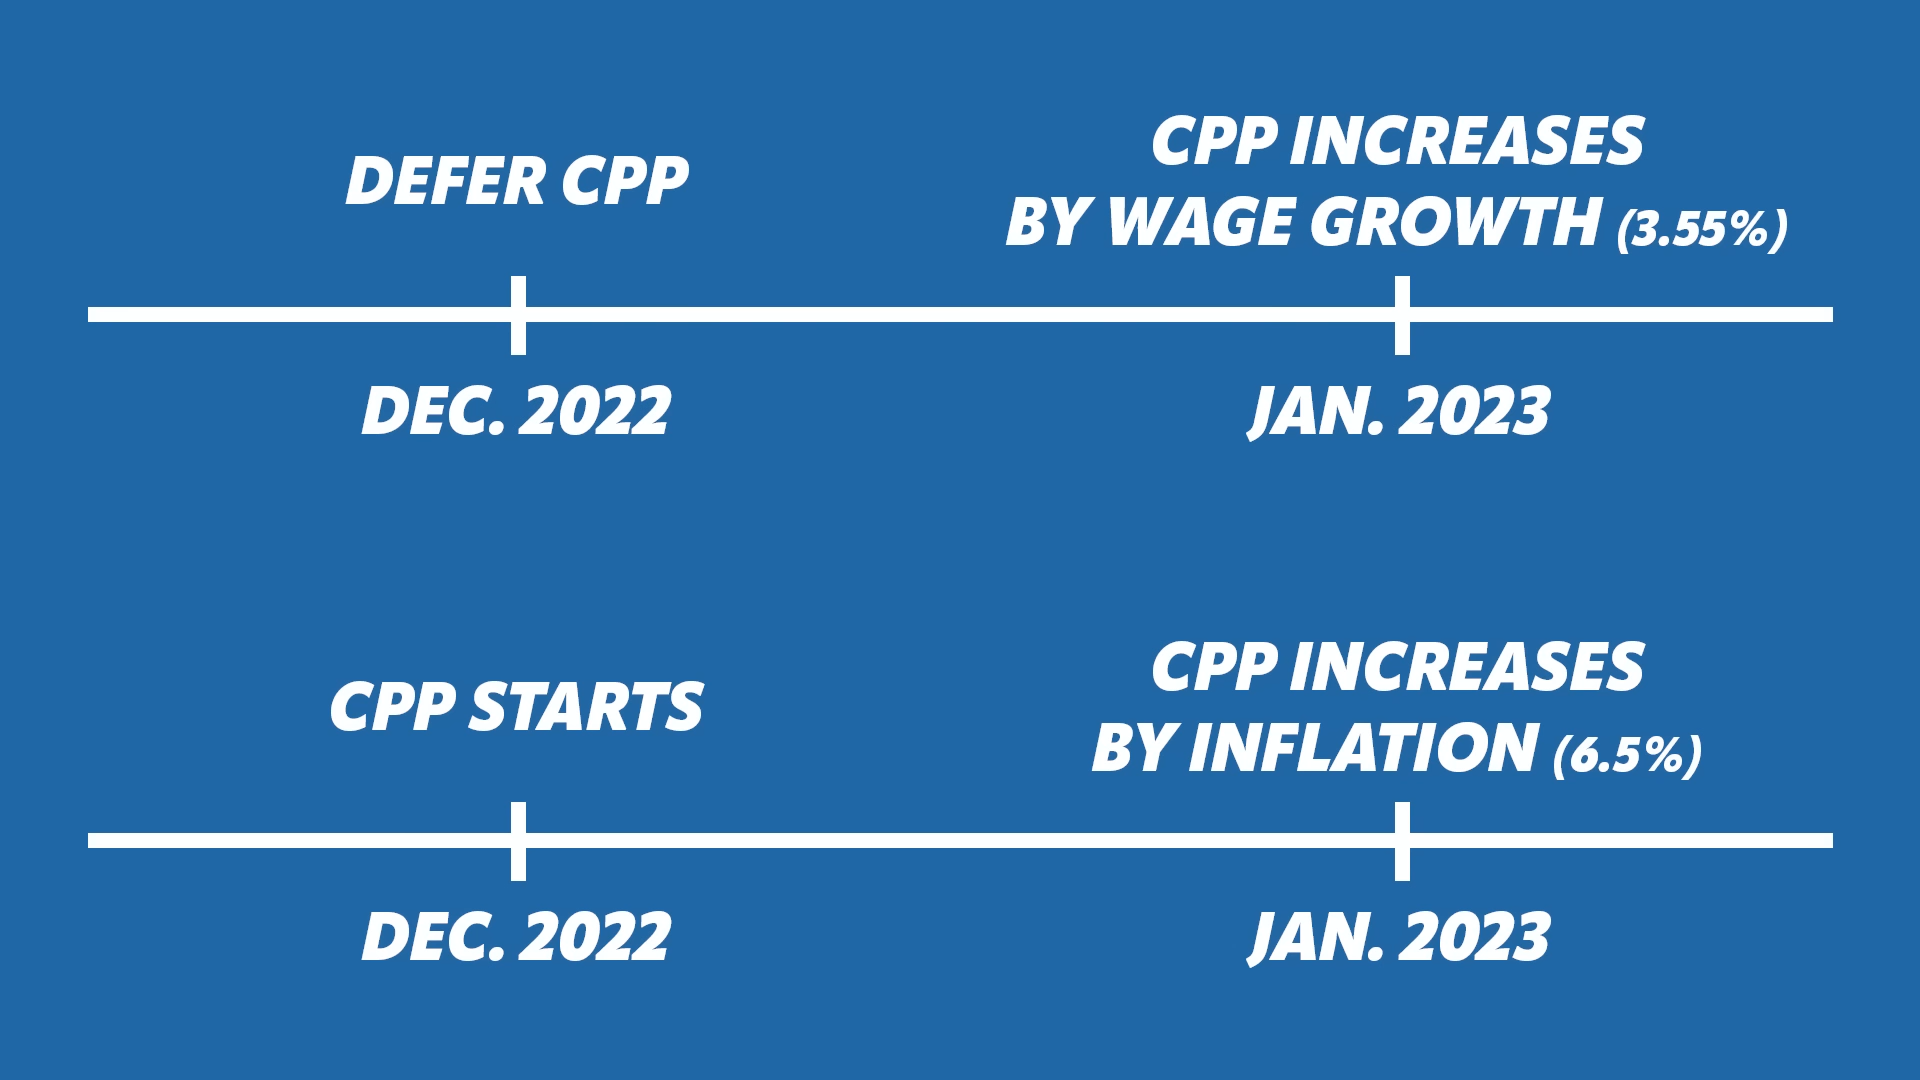 DEFER CPP
CPP INCREASES
BY WAGE GROWTH (3.55%)
DEC. 2022
JAN. 2023
CPP STARTS
CPP INCREASES
BY INFLATION (6.5%)
DEC. 2022
JAN. 2023